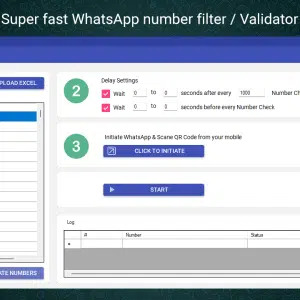 Super fast WhatsApp number filter / Validator
PLOAD EXCEL
2
Delay Settings
Wait 0 to 0 seconds after every 1000 Number Ch
Wait 0 to 0 seconds before every Number Check
3
Initiate WhatsApp & Scane QR Code from your mobile
CLICK TO INITIATE
START
Log
# Number Status
ATE NUMBERS